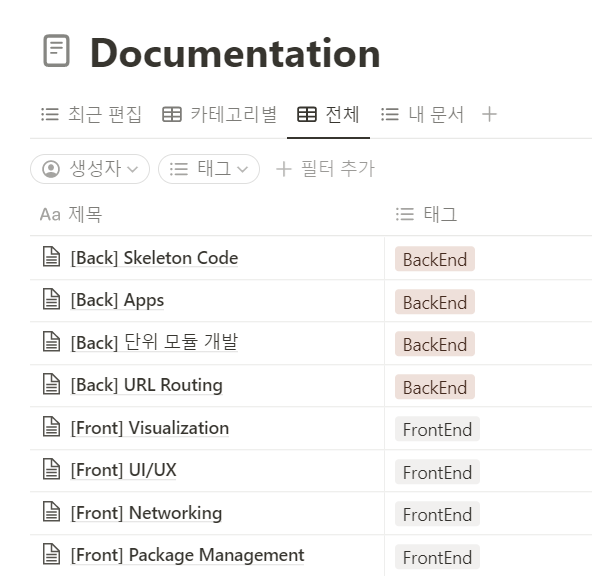 Documentation
최근 편집 카테고리별 전체 내 문서
생성자 태그 필터 추가
Aa 제목 태그
[Back] Skeleton Code BackEnd
[Back] Apps BackEnd
[Back] 단위 모듈 개발 BackEnd
[Back] URL Routing BackEnd
[Front] Visualization FrontEnd
[Front] UI/UX FrontEnd
[Front] Networking FrontEnd
[Front] Package Management FrontEnd